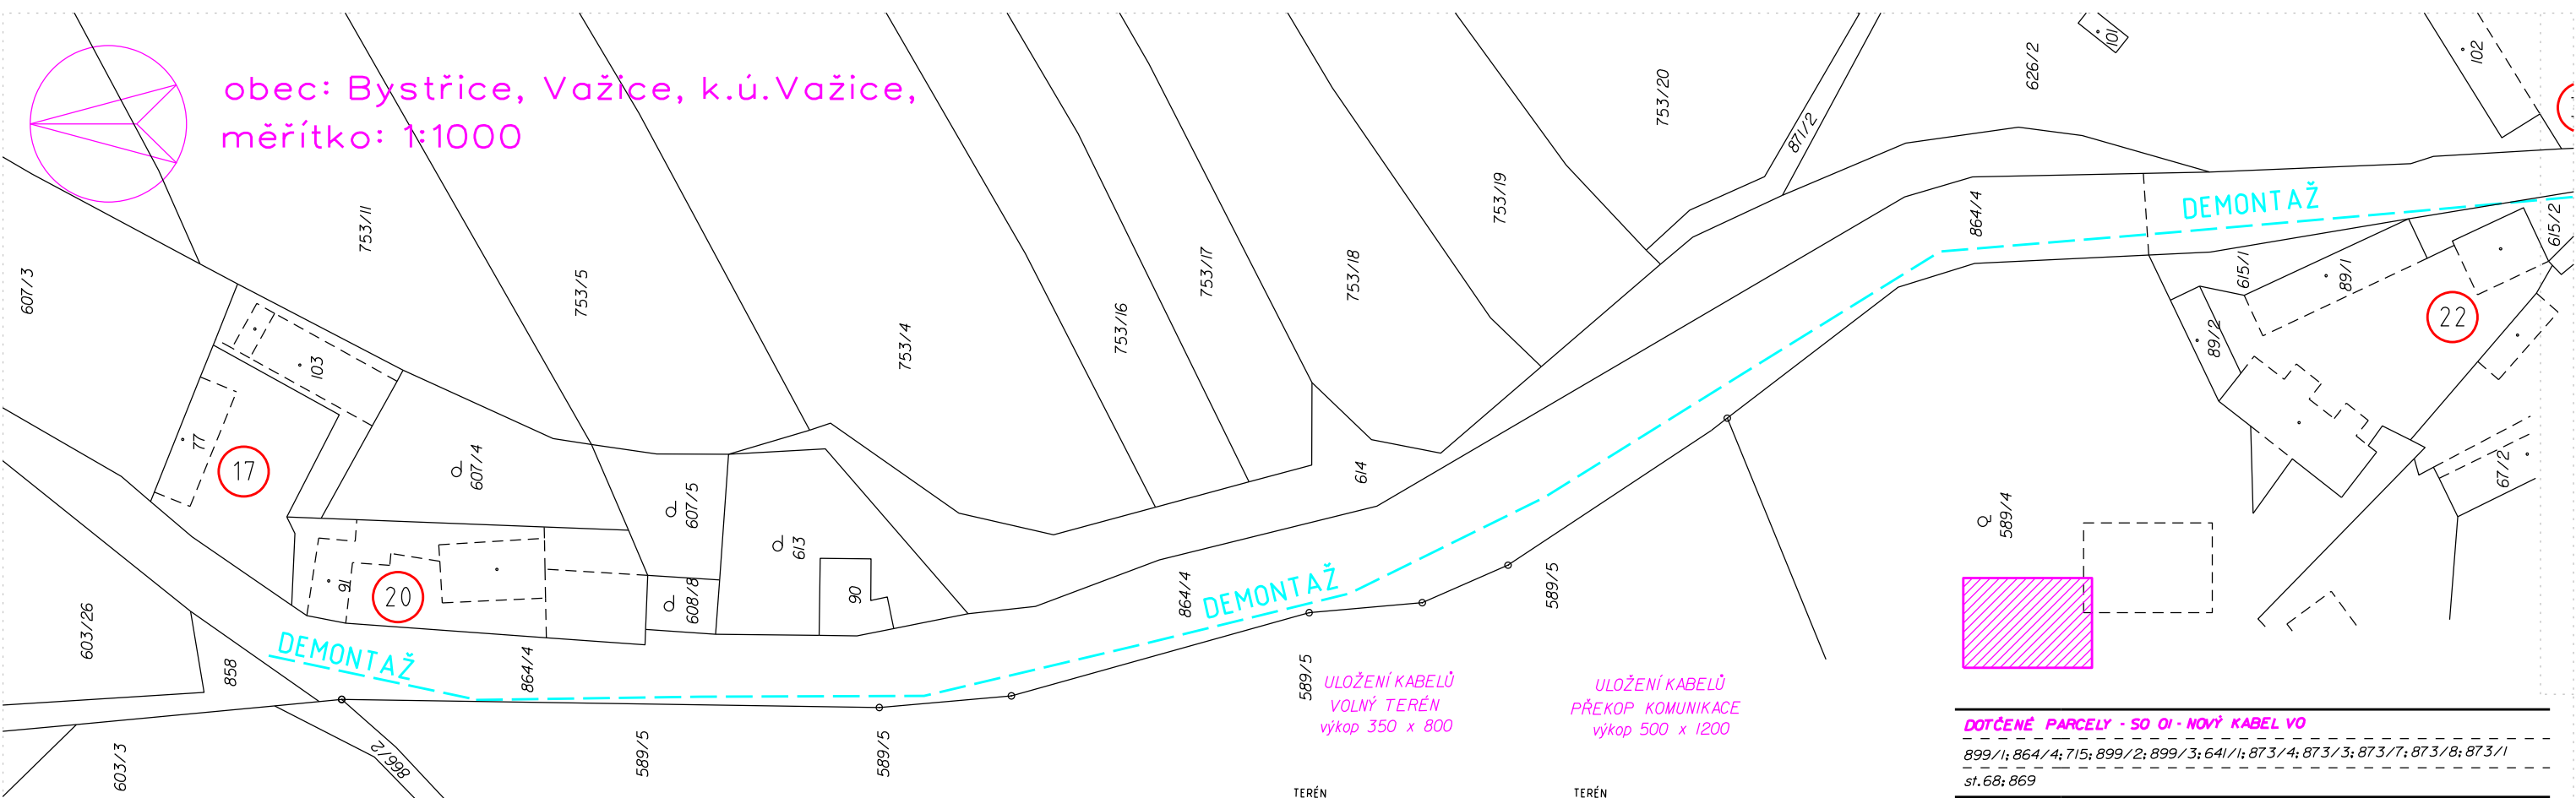 obec: Bystřice, Važice, k.ú.Važice,
měřítko: 1:1000
101
102
626/2
753/20
871/2
753/19
753/11
607/3
753/5
753/4
753/16
753/17
753/18
864/4
DEMONTAŽ
615/2
615/1
89/1
22
89/2
103
77
17
607/4
607/5
613
614
67/2
589/4
91
20
608/8
90
864/4
DEMONTAŽ
589/5
603/26
858
DEMONTAŽ
864/4
589/5
603/3
866/2
589/5
589/5
ULOŽENÍ KABELŮ
VOLNÝ TERÉN
výkop 350 x 800
ULOŽENÍ KABELŮ
PŘEKOP KOMUNIKACE
výkop 500 x 1200
TERÉN
TERÉN
DOTČENÉ PARCELY - SO 01 - NOVÝ KABEL VO
899/1; 864/4; 715; 899/2; 899/3; 641/1; 873/4; 873/3; 873/7; 873/8; 873/1
st.68; 869